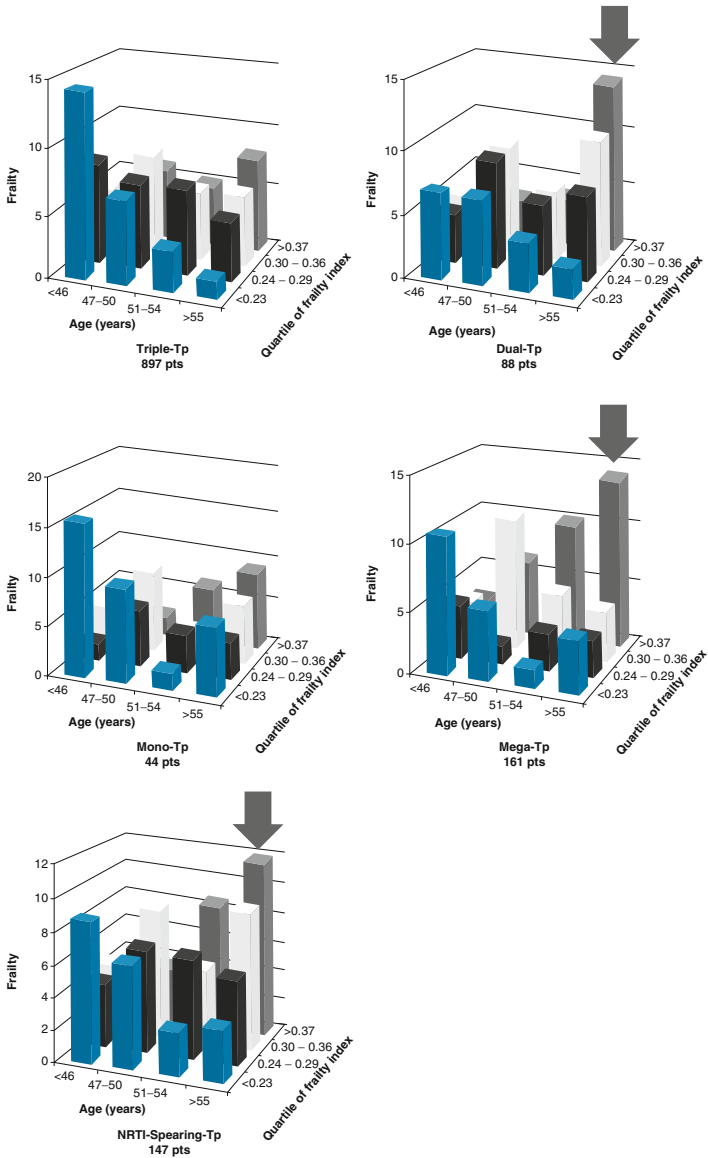 15
10
5
0
Frailty
<46
47–50
51–54
>55
Age (years)
>0.37
0.30 – 0.36
0.24 – 0.29
<0.23
Quartile of frailty index
Triple-Tp
897 pts
15
10
5
0
Frailty
<46
47–50
51–54
>55
Age (years)
>0.37
0.30 – 0.36
0.24 – 0.29
<0.23
Quartile of frailty index
Dual-Tp
88 pts
20
15
10
5
0
Frailty
<46
47–50
51–54
>55
Age (years)
>0.37
0.30 – 0.36
0.24 – 0.29
<0.23
Quartile of frailty index
Mono-Tp
44 pts
15
10
5
0
Frailty
<46
47–50
51–54
>55
Age (years)
>0.37
0.30 – 0.36
0.24 – 0.29
<0.23
Quartile of frailty index
Mega-Tp
161 pts
12
10
8
6
4
2
0
Frailty
<46
47–50
51–54
>55
Age (years)
>0.37
0.30 – 0.36
0.24 – 0.29
<0.23
Quartile of frailty index
NRTI-Spearing-Tp
147 pts